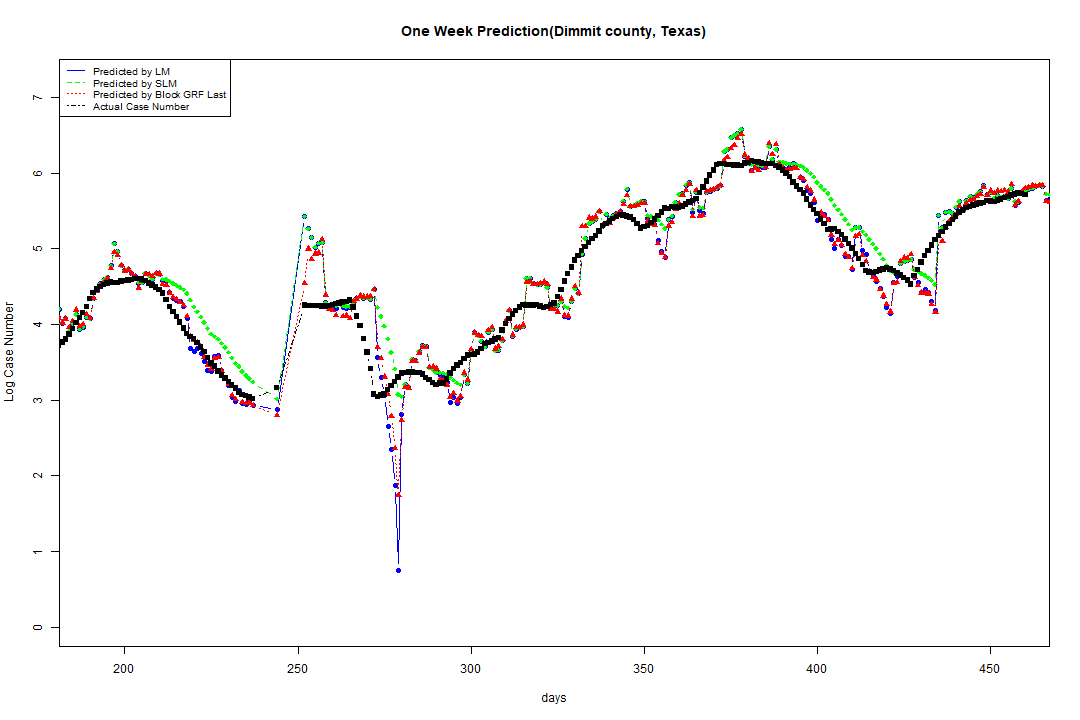 One Week Prediction(Dimmit county, Texas)
Predicted by LM
Predicted by SLM
Predicted by Block GRF Last
Actual Case Number
7
6
5
4
3
2
1
0
Log Case Number
200 250 300 350 400 450
days